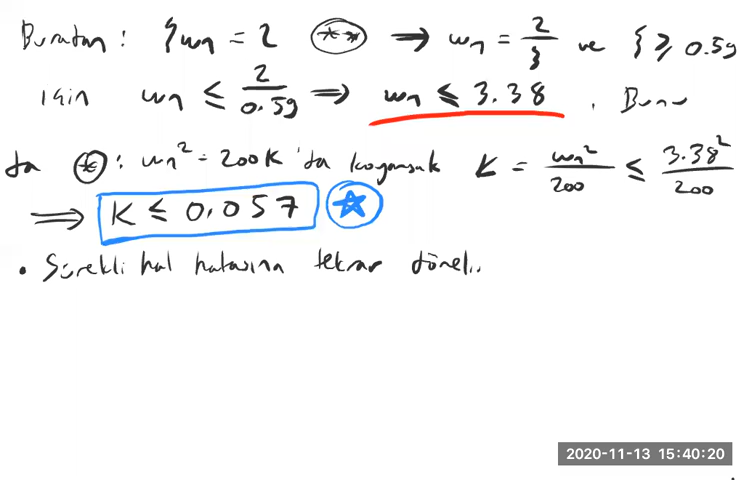 Buradan: ξωn = 2 (**) ⟶ ωn = 2/ξ ve ξ ≥ 0.59
için ωn ≤ 2/0.59 ⟹ ωn ≤ 3.38. Bunu
da (*): ωn² = 200K'da koyarsak K = ωn²/200 ≤ 3.38²/200
⟹ K ≤ 0.057 ☆
• Sürekli hal hatasına tekrar dönel..
2020-11-13 15:40:20